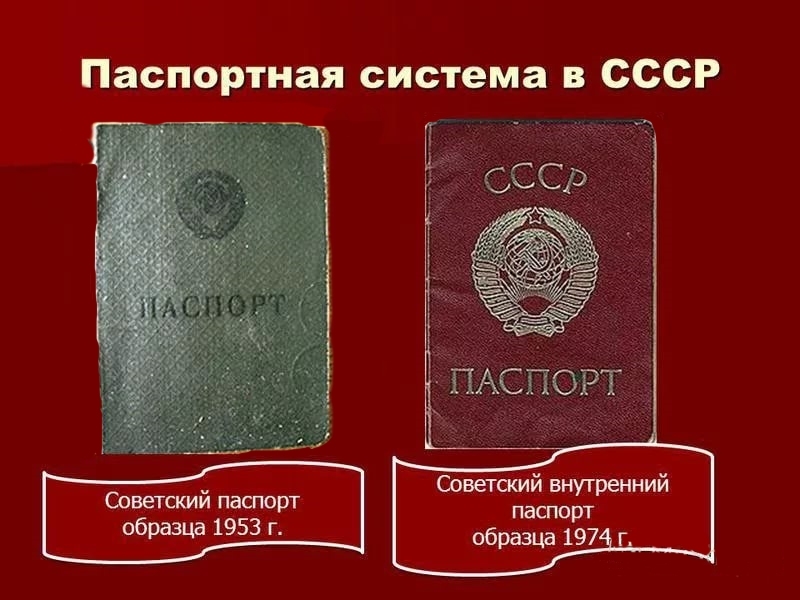 Паспортная система в СССР
ПАСПОРТ
СССР
ПАСПОРТ
Советский паспорт
образца 1953 г.
Советский внутренний
паспорт
образца 1974 г.